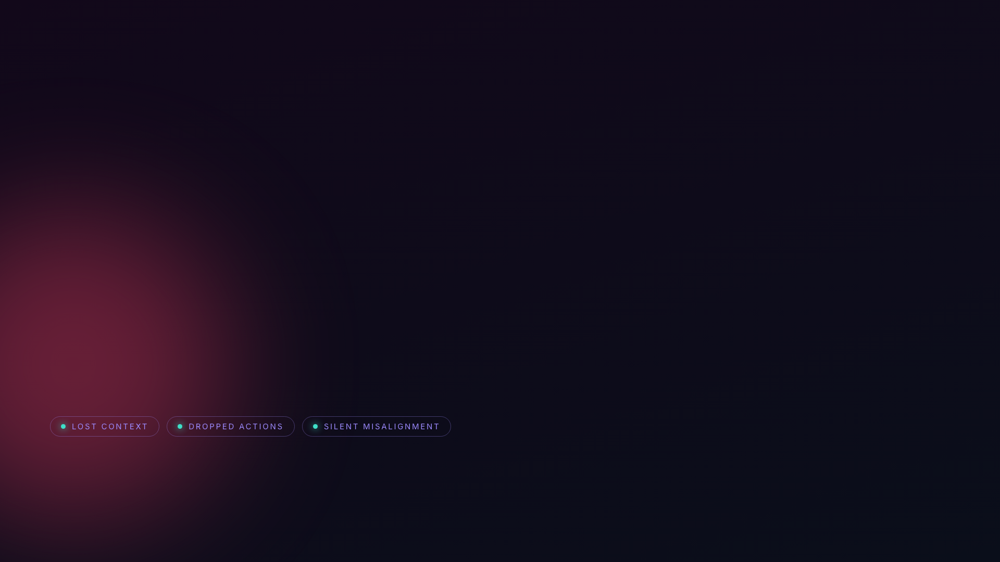 LOST CONTEXT DROPPED ACTIONS SILENT MISALIGNMENT